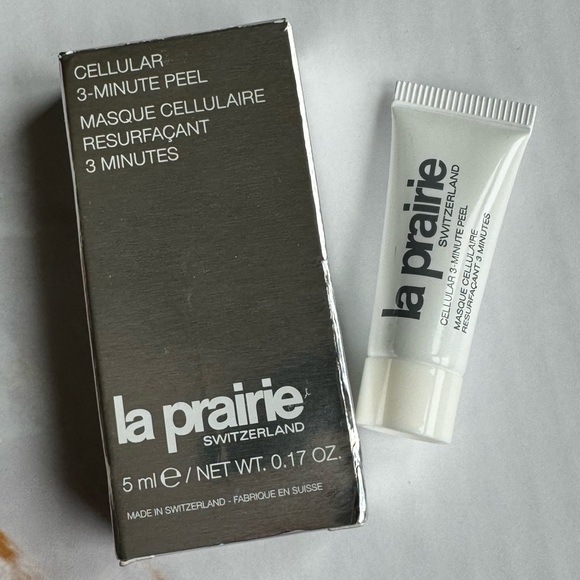 CELLULAR
3-MINUTE PEEL
MASQUE CELLULAIRE
RESURFAÇANT
3 MINUTES
la prairie
SWITZERLAND
5 ml e / NET WT. 0.17 OZ.
MADE IN SWITZERLAND - FABRIQUE EN SUISSE
la prairie
SWITZERLAND
CELLULAR 3-MINUTE PEEL
MASQUE CELLULAIRE
RESURFAÇANT 3 MINUTES